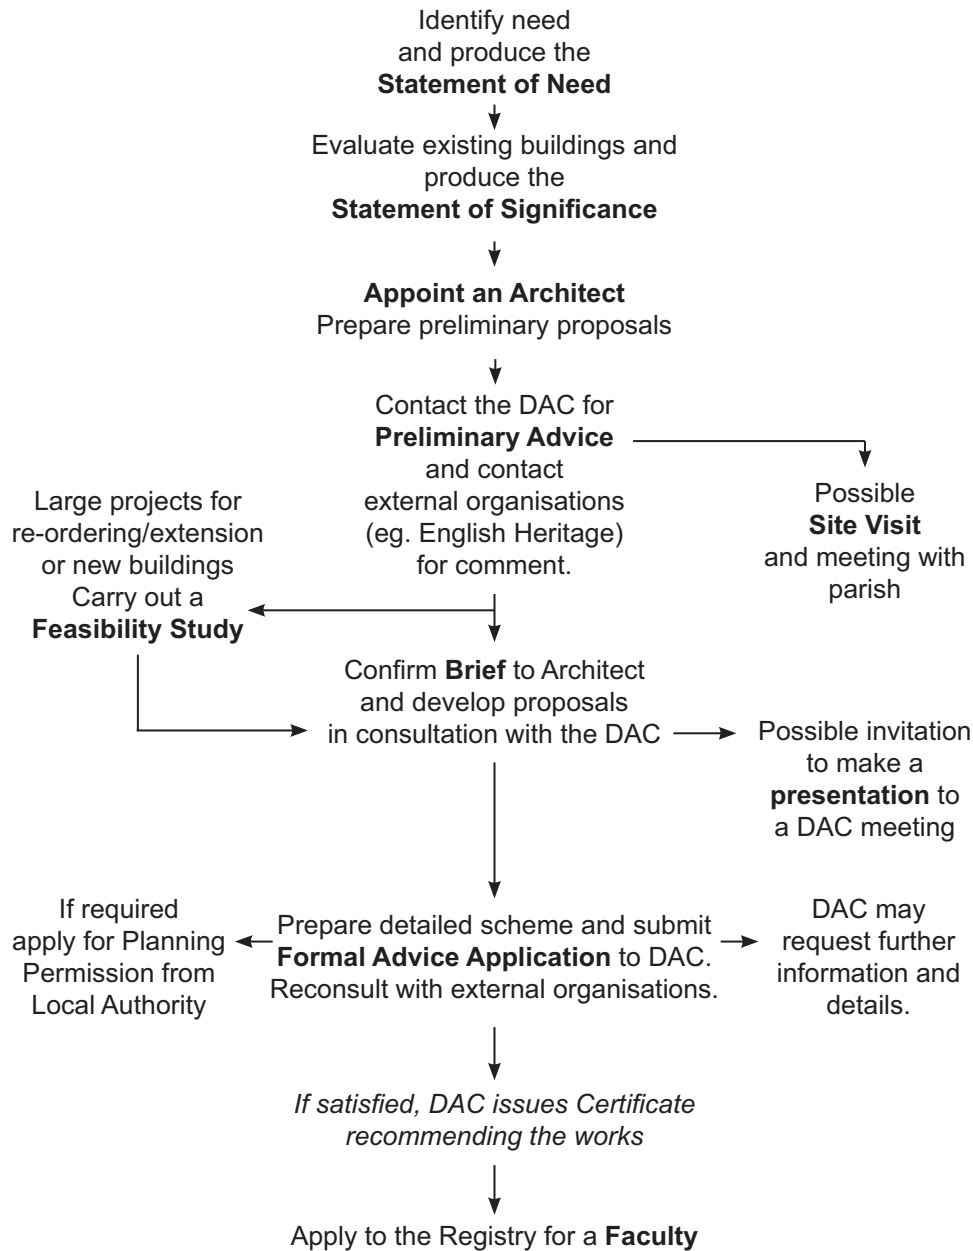 Identify need
and produce the
Statement of Need
Evaluate existing buildings and
produce the
Statement of Significance
Appoint an Architect
Prepare preliminary proposals
Contact the DAC for
Preliminary Advice
and contact
external organisations
(eg. English Heritage)
for comment.
Possible
Site Visit
and meeting with
parish
Large projects for
re-ordering/extension
or new buildings
Carry out a
Feasibility Study
Confirm Brief to Architect
and develop proposals
in consultation with the DAC
Possible invitation
to make a
presentation to
a DAC meeting
If required
apply for Planning
Permission from
Local Authority
Prepare detailed scheme and submit
Formal Advice Application to DAC.
Reconsult with external organisations.
DAC may
request further
information and
details.
If satisfied, DAC issues Certificate
recommending the works
Apply to the Registry for a Faculty